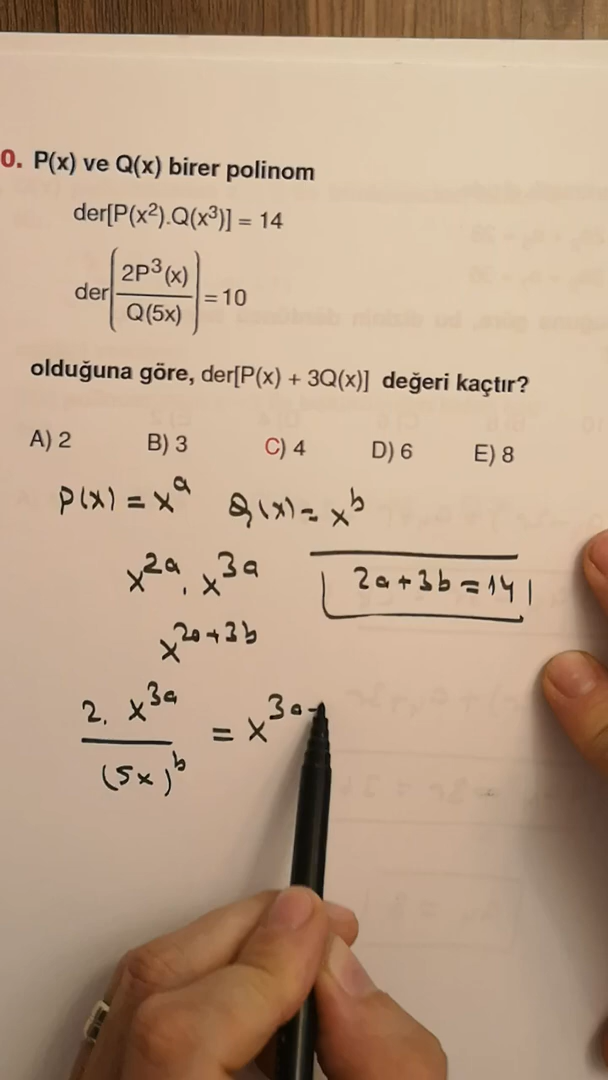 0. P(x) ve Q(x) birer polinom
der[P(x²).Q(x³)] = 14
der(2P³(x)/Q(5x)) = 10
olduğuna göre, der[P(x) + 3Q(x)] değeri kaçtır?
A) 2 B) 3 C) 4 D) 6 E) 8
P(x) = x^a Q(x) = x^b
x^2a . x^3a 2a+3b=14
x^2a+3b
2. x^3a / (5x)^b = x^3a-